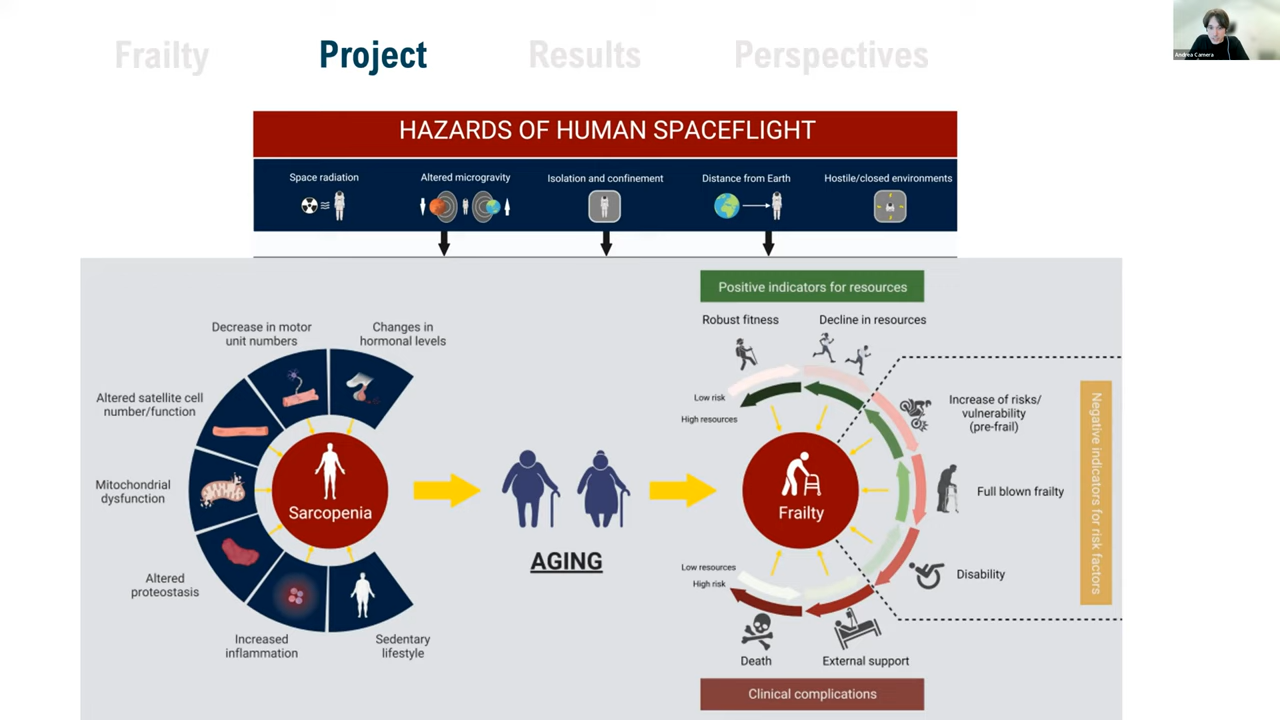 Frailty
Project
Results
Perspectives
Andrea Camera
HAZARDS OF HUMAN SPACEFLIGHT
Space radiation
Altered microgravity
Isolation and confinement
Distance from Earth
Hostile/closed environments
Decrease in motor
unit numbers
Changes in
hormonal levels
Altered satellite cell
number/function
Mitochondrial
dysfunction
Altered
proteostasis
Increased
inflammation
Sedentary
lifestyle
Sarcopenia
AGING
Positive indicators for resources
Robust fitness
Decline in resources
Low risk
High resources
Increase of risks/
vulnerability
(pre-frail)
Full blown frailty
Disability
Frailty
Low resources
High risk
Death
External support
Clinical complications
Negative indicators for risk factors